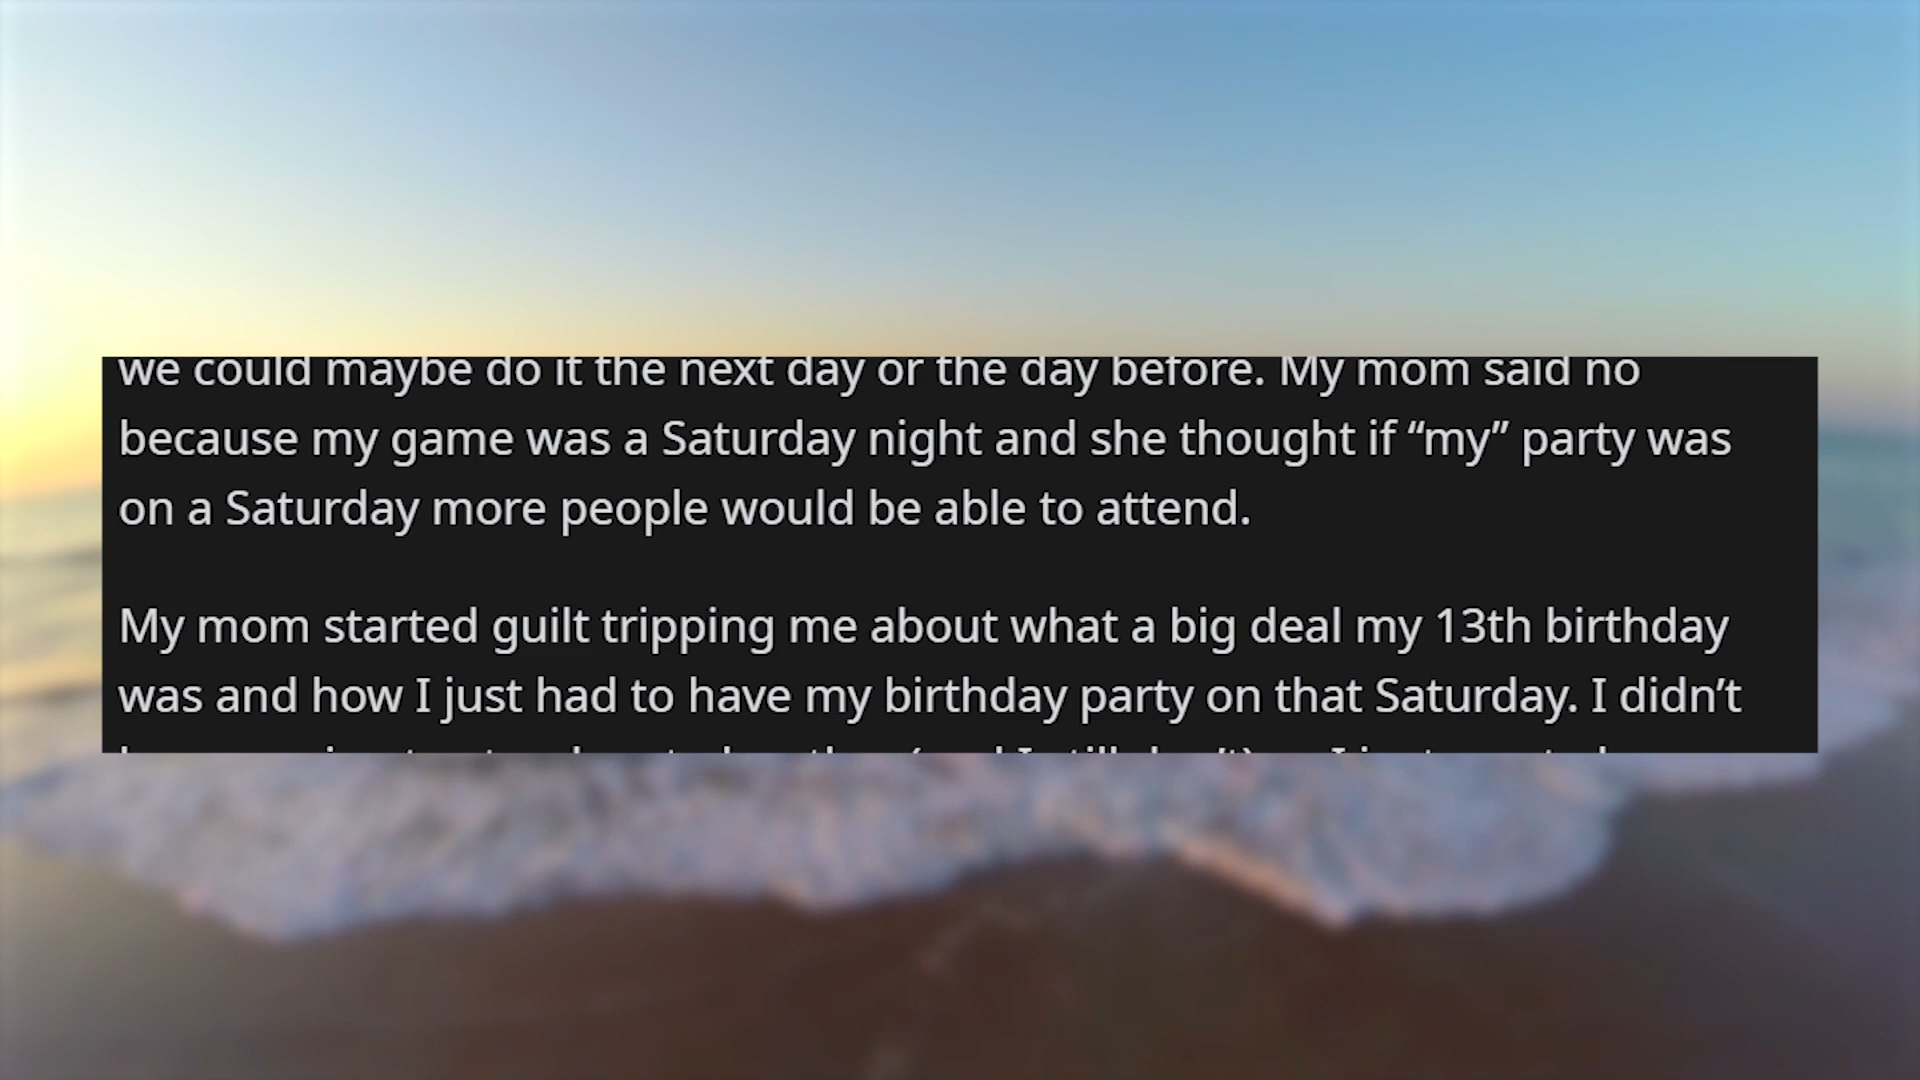 we could maybe do it the next day or the day before. My mom said no
because my game was a Saturday night and she thought if “my” party was
on a Saturday more people would be able to attend.
My mom started guilt tripping me about what a big deal my 13th birthday
was and how I just had to have my birthday party on that Saturday. I didn’t